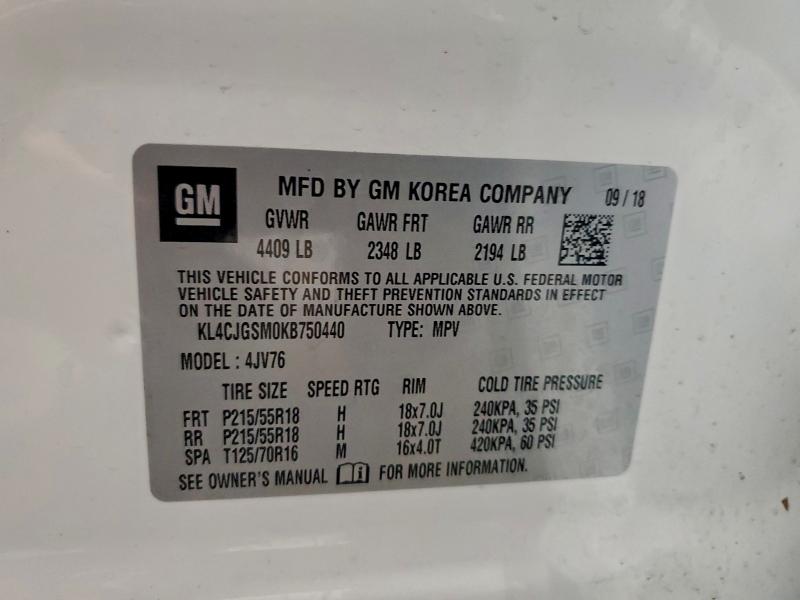 GM MFD BY GM KOREA COMPANY 09/18
GVWR GAWR FRT GAWR RR
4409 LB 2348 LB 2194 LB
THIS VEHICLE CONFORMS TO ALL APPLICABLE U.S. FEDERAL MOTOR
VEHICLE SAFETY AND THEFT PREVENTION STANDARDS IN EFFECT
ON THE DATE OF MANUFACTURE SHOWN ABOVE.
KL4CJGSM0KB750440 TYPE: MPV
MODEL : 4JV76
TIRE SIZE SPEED RTG RIM COLD TIRE PRESSURE
FRT P215/55R18 H 18x7.0J 240KPA, 35 PSI
RR P215/55R18 H 18x7.0J 240KPA, 35 PSI
SPA T125/70R16 M 16x4.0T 420KPA, 60 PSI
SEE OWNER'S MANUAL FOR MORE INFORMATION.